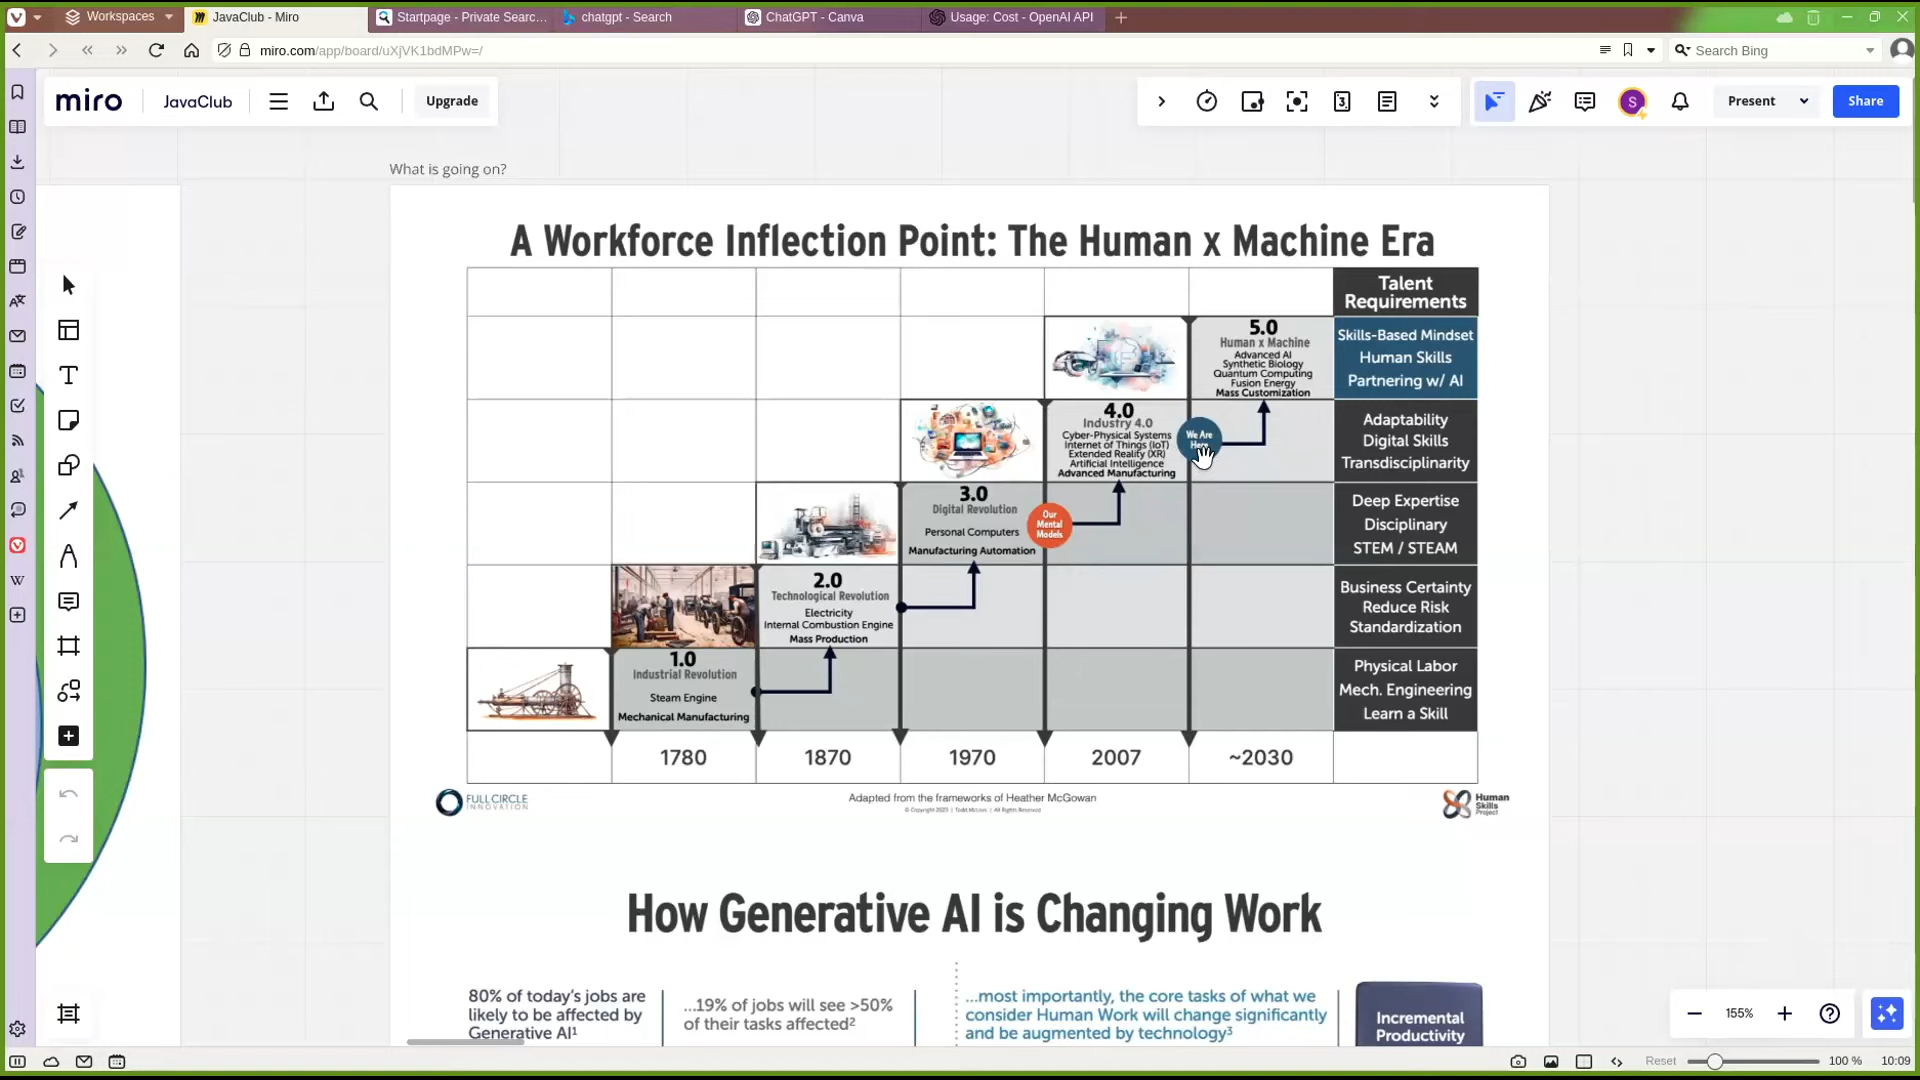 Workspaces
JavaClub - Miro
Startpage - Private Searc...
chatgpt - Search
ChatGPT - Canva
Usage: Cost - OpenAI API
miro.com/app/board/uXjVK1bdMPw=/
Search Bing
miro
JavaClub
Upgrade
3
S
Present
Share
What is going on?
A Workforce Inflection Point: The Human x Machine Era
Talent
Requirements
5.0
Human x Machine
Advanced AI
Synthetic Biology
Quantum Computing
Fusion Energy
Mass Customization
Skills-Based Mindset
Human Skills
Partnering w/ AI
4.0
Industry 4.0
Cyber-Physical Systems
Internet of Things (IoT)
Extended Reality (XR)
Artificial Intelligence
Advanced Manufacturing
We Are
Here
Adaptability
Digital Skills
Transdisciplinarity
3.0
Digital Revolution
Personal Computers
Manufacturing Automation
Our
Mental
Models
Deep Expertise
Disciplinary
STEM / STEAM
2.0
Technological Revolution
Electricity
Internal Combustion Engine
Mass Production
Business Certainty
Reduce Risk
Standardization
1.0
Industrial Revolution
Steam Engine
Mechanical Manufacturing
Physical Labor
Mech. Engineering
Learn a Skill
1780
1870
1970
2007
~2030
FULL CIRCLE
INNOVATION
Adapted from the frameworks of Heather McGowan
Human
Skills
Project
How Generative AI is Changing Work
80% of today's jobs are
likely to be affected by
Generative AI¹
...19% of jobs will see >50%
of their tasks affected²
...most importantly, the core tasks of what we
consider Human Work will change significantly
and be augmented by technology³
Incremental
Productivity
155%
Reset
100 %
10:09